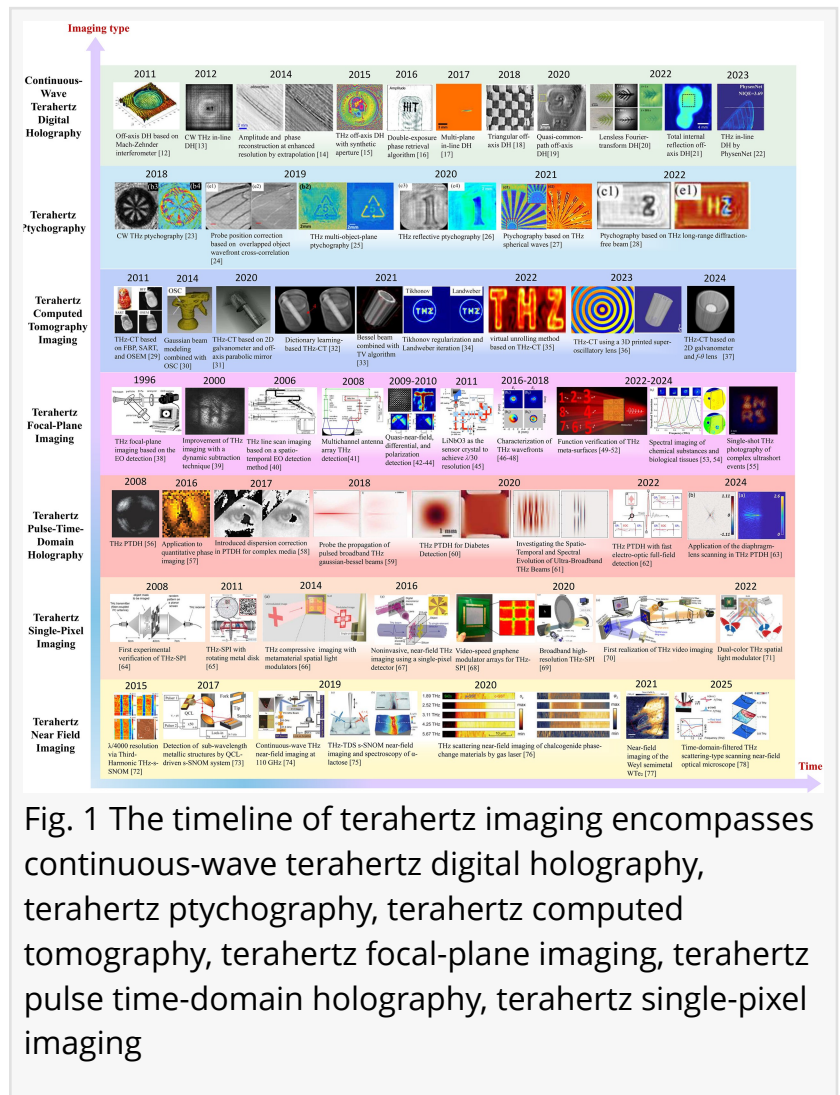 Imaging type
Continuous-
Wave
Terahertz
Digital
Holography
2011
2012
2014
2015
2016
2017
2018
2020
2022
2023
Off-axis DH based on
Mach-Zehnder
interferometer [12]
CW THz in-line
DH[13]
Amplitude and phase
reconstruction at enhanced
resolution by extrapolation [14]
THz off-axis DH
with synthetic
aperture [15]
Double-exposure
phase retrieval
algorithm [16]
Multi-plane
in-line DH
[17]
Triangular off-
axis DH [18]
Quasi-common-
path off-axis
DH[19]
Lensless Fourier-
transform DH[20]
Total internal
reflection off-
axis DH[21]
PhysenNet
NIQE=3.69
THz in-line
DH by
PhysenNet [22]
Terahertz
Ptychography
2018
2019
2020
2021
2022
CW THz ptychography [23]
Probe position correction
based on overlapped object
wavefront cross-correlation
[24]
THz multi-object-plane
ptychography [25]
THz reflective ptychography [26]
Ptychography based on THz
spherical waves [27]
Ptychography based on THz long-range diffraction-
free beam [28]
Terahertz
Computed
Tomography
Imaging
2011
2014
2020
2021
2022
2023
2024
THz-CT based
on FBP, SART,
and OSEM [29]
OSC
Gaussian beam
modeling
combined with
OSC [30]
THz-CT based on 2D
galvanometer and off-
axis parabolic mirror
[31]
Dictionary learning-
based THz-CT [32]
Bessel beam
combined with
TV algorithm
[33]
Tikhonov
Landweber
Tikhonov regularization and
Landweber iteration [34]
virtual unrolling method
based on THz-CT [35]
THz-CT using a 3D printed super-
oscillatory lens [36]
THz-CT based on
2D galvanometer
and f-θ lens [37]
Terahertz
Focal-Plane
Imaging
1996
2000
2006
2008
2009-2010
2011
2016-2018
2022-2024
THz focal-plane
imaging based on the
EO detection [38]
Improvement of THz
imaging with a
dynamic subtraction
technique [39]
THz line scan imaging
based on a spatio-
temporal EO detection
method [40]
Multichannel antenna
array THz
detection[41]
Quasi-near-field,
differential, and
polarization
detection [42-44]
LiNbO3 as the
sensor crystal to
achieve λ/30
resolution [45]
Characterization of
THz wavefronts
[46-48]
Function verification of THz
meta-surfaces [49-52]
Spectral imaging of
chemical substances and
biological tissues [53, 54]
Single-shot THz
photography of
complex ultrashort
events [55]
Terahertz
Pulse-Time-
Domain
Holography
2008
2016
2017
2018
2020
2022
2024
THz PTDH [56]
Application to
quantitative phase
imaging [57]
Introduced dispersion correction
in PTDH for complex media [58]
Probe the propagation of
pulsed broadband THz
gaussian-bessel beams [59]
1 mm
THz PTDH for Diabetes
Detection [60]
Investigating the Spatio-
Temporal and Spectral
Evolution of Ultra-Broadband
THz Beams [61]
THz PTDH with fast
electro-optic full-field
detection [62]
Application of the diaphragm-
lens scanning in THz PTDH [63]
Terahertz
Single-Pixel
Imaging
2008
2011
2014
2016
2020
2022
First experimental
verification of THz-SPI
[64]
THz-SPI with
rotating metal disk
[65]
THz compressive imaging with
metamaterial spatial light
modulators [66]
Noninvasive, near-field THz
imaging using a single-pixel
detector [67]
Video-speed graphene
modulator arrays for THz-
SPI [68]
Broadband high-
resolution THz-SPI
[69]
First realization of THz video imaging
[70]
Dual-color THz spatial
light modulator [71]
Terahertz
Near Field
Imaging
2015
2017
2019
2020
2021
2025
λ/4000 resolution
via Third-
Harmonic THz-s-
SNOM [72]
Detection of sub-wavelength
metallic structures by QCL-
driven s-SNOM system [73]
Continuous-wave THz
near-field imaging at
110 GHz [74]
THz-TDS s-SNOM near-field
imaging and spectroscopy of α-
lactose [75]
1.89 THz
2.52 THz
3.11 THz
4.25 THz
5.67 THz
max
min
max
min
THz scattering near-field imaging of chalcogenide phase-
change materials by gas laser [76]
Near-field
imaging of the
Weyl semimetal
WTe₂ [77]
Time-domain-filtered THz
scattering-type scanning near-field
optical microscope [78]
Time
Fig. 1 The timeline of terahertz imaging encompasses
continuous-wave terahertz digital holography,
terahertz ptychography, terahertz computed
tomography, terahertz focal-plane imaging, terahertz
pulse time-domain holography, terahertz single-pixel
imaging